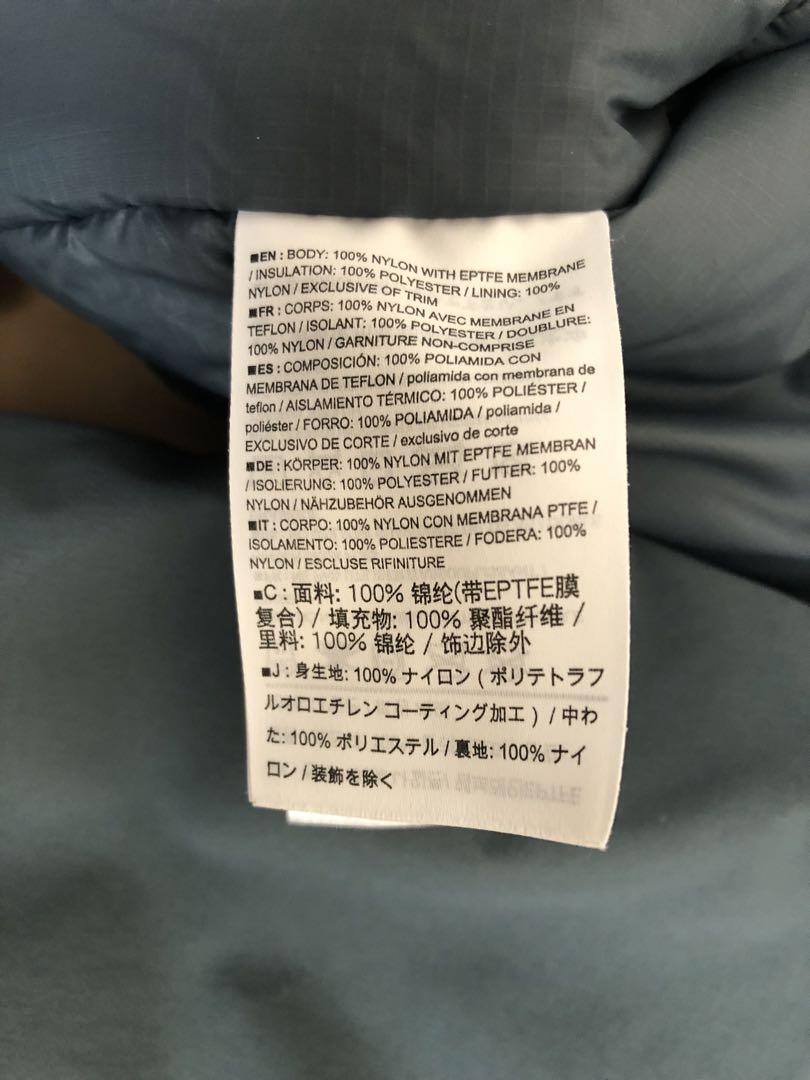 ■EN : BODY: 100% NYLON WITH EPTFE MEMBRANE
/ INSULATION: 100% POLYESTER / LINING: 100%
NYLON / EXCLUSIVE OF TRIM
■FR : CORPS: 100% NYLON AVEC MEMBRANE EN
TEFLON / ISOLANT: 100% POLYESTER / DOUBLURE:
100% NYLON / GARNITURE NON-COMPRISE
■ES : COMPOSICIÓN: 100% POLIAMIDA CON
MEMBRANA DE TEFLON / poliamida con membrana de
teflon / AISLAMIENTO TÉRMICO: 100% POLIÉSTER /
poliéster / FORRO: 100% POLIAMIDA / poliamida /
EXCLUSIVO DE CORTE / exclusivo de corte
■DE : KÖRPER: 100% NYLON MIT EPTFE MEMBRAN
/ ISOLIERUNG: 100% POLYESTER / FUTTER: 100%
NYLON / NÄHZUBEHÖR AUSGENOMMEN
■IT : CORPO: 100% NYLON CON MEMBRANA PTFE /
ISOLAMENTO: 100% POLIESTERE / FODERA: 100%
NYLON / ESCLUSE RIFINITURE
■C : 面料: 100% 锦纶(带EPTFE膜
复合) / 填充物: 100% 聚酯纤维 /
里料: 100% 锦纶 / 饰边除外
■J : 身生地: 100% ナイロン ( ポリテトラフ
ルオロエチレン コーティング加工 ) / 中わ
た: 100% ポリエステル / 裏地: 100% ナイ
ロン / 装飾を除く